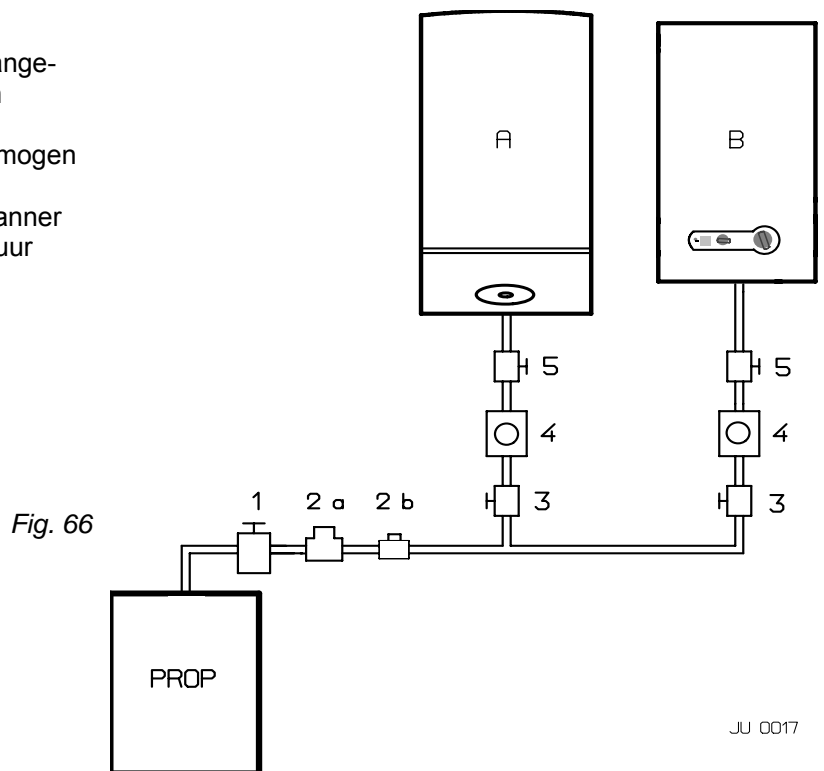 ange-
mogen
anner
uur
A
B
5
5
4
4
1
2 a
2 b
3
3
Fig. 66
PROP
JU 0017